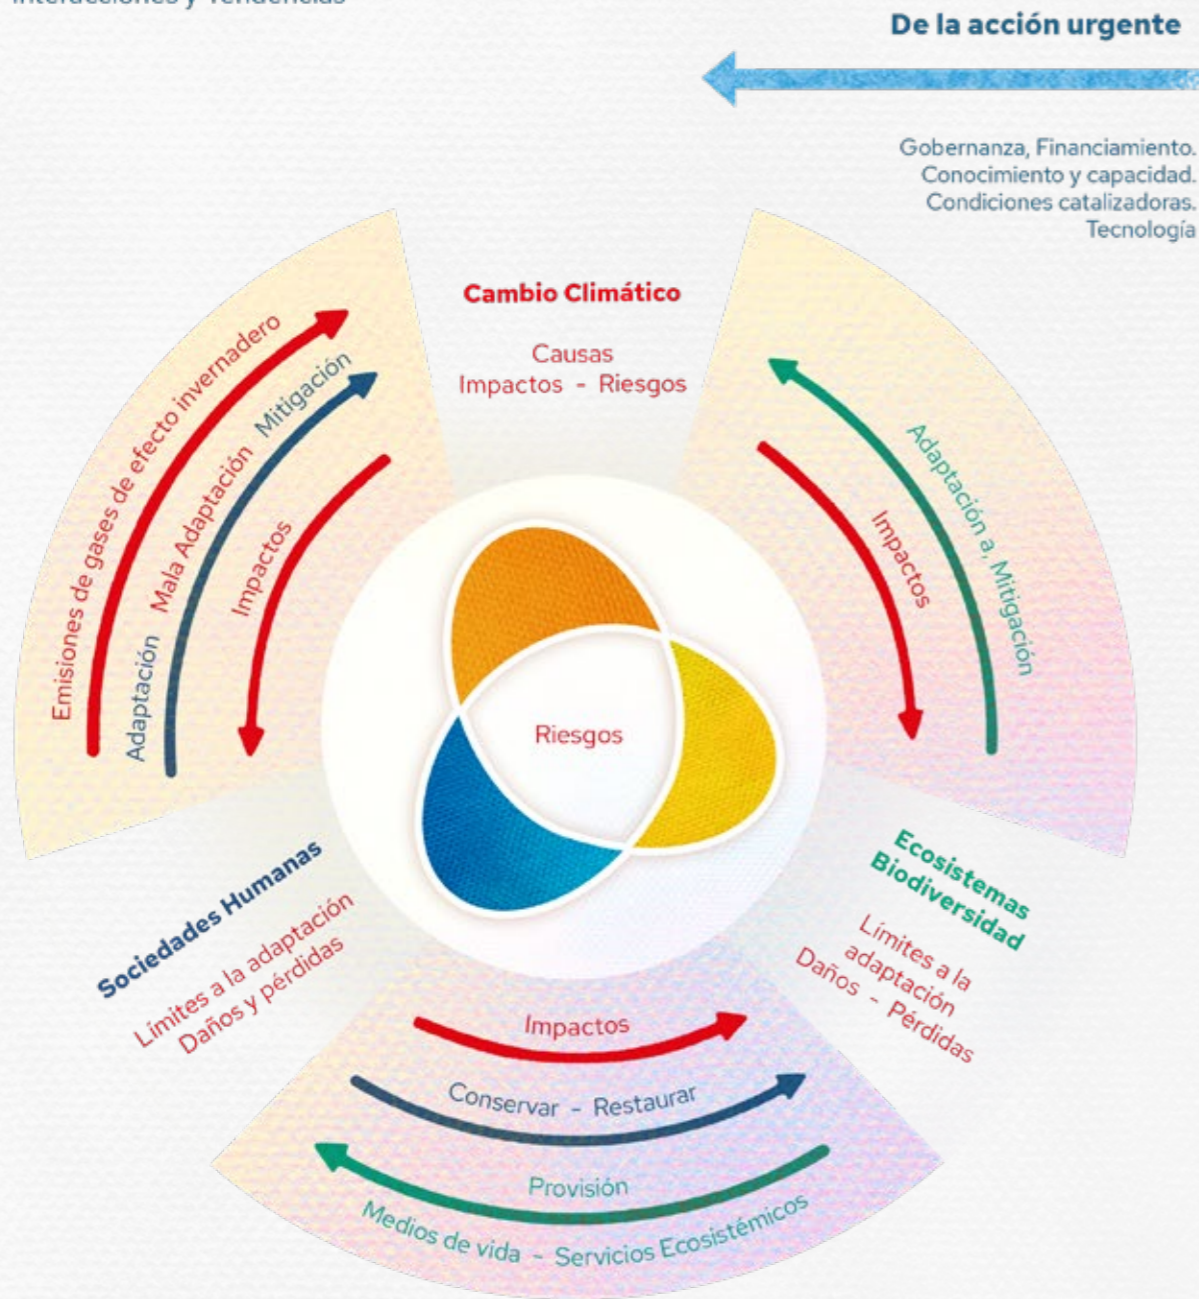 Interacciones y Tendencias
De la acción urgente
Gobernanza, Financiamiento.
Conocimiento y capacidad.
Condiciones catalizadoras.
Tecnología
Cambio Climático
Causas
Impactos - Riesgos
Emisiones de gases de efecto invernadero
Adaptación Mala Adaptación Mitigación
Impactos
Adaptación a, Mitigación
Impactos
Riesgos
Sociedades Humanas
Límites a la adaptación
Daños y pérdidas
Ecosistemas
Biodiversidad
Límites a la
adaptación
Daños - Pérdidas
Impactos
Conservar - Restaurar
Provisión
Medios de vida - Servicios Ecosistémicos